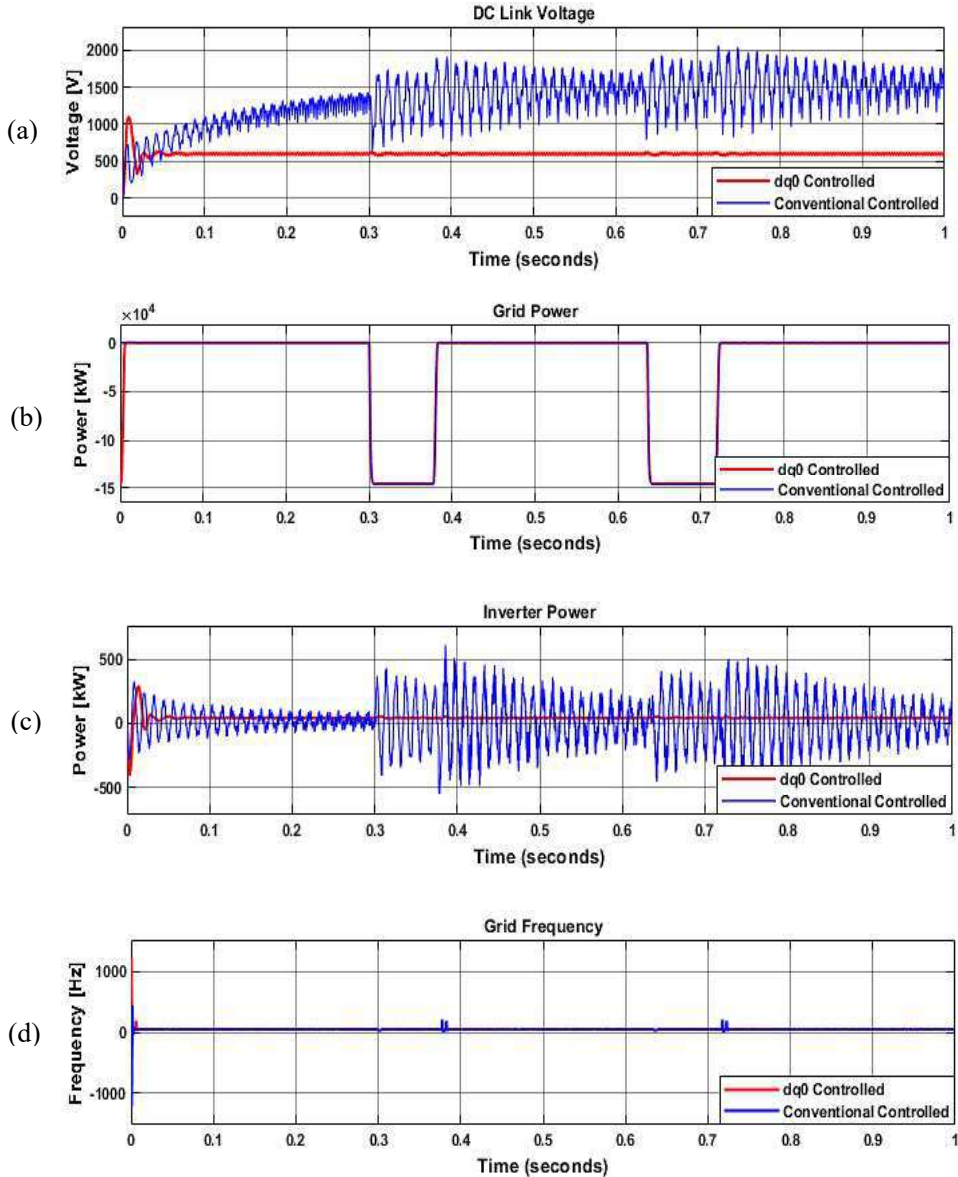 DC Link Voltage
(a)
Voltage [V]
2000
1500
1000
500
0
0 0.1 0.2 0.3 0.4 0.5 0.6 0.7 0.8 0.9 1
dq0 Controlled
Conventional Controlled
Time (seconds)
Grid Power
×10⁴
(b)
Power [kW]
0
-5
-10
-15
0 0.1 0.2 0.3 0.4 0.5 0.6 0.7 0.8 0.9 1
dq0 Controlled
Conventional Controlled
Time (seconds)
Inverter Power
(c)
Power [kW]
500
0
-500
0 0.1 0.2 0.3 0.4 0.5 0.6 0.7 0.8 0.9 1
dq0 Controlled
Conventional Controlled
Time (seconds)
Grid Frequency
(d)
Frequency [Hz]
1000
0
-1000
0 0.1 0.2 0.3 0.4 0.5 0.6 0.7 0.8 0.9 1
dq0 Controlled
Conventional Controlled
Time (seconds)